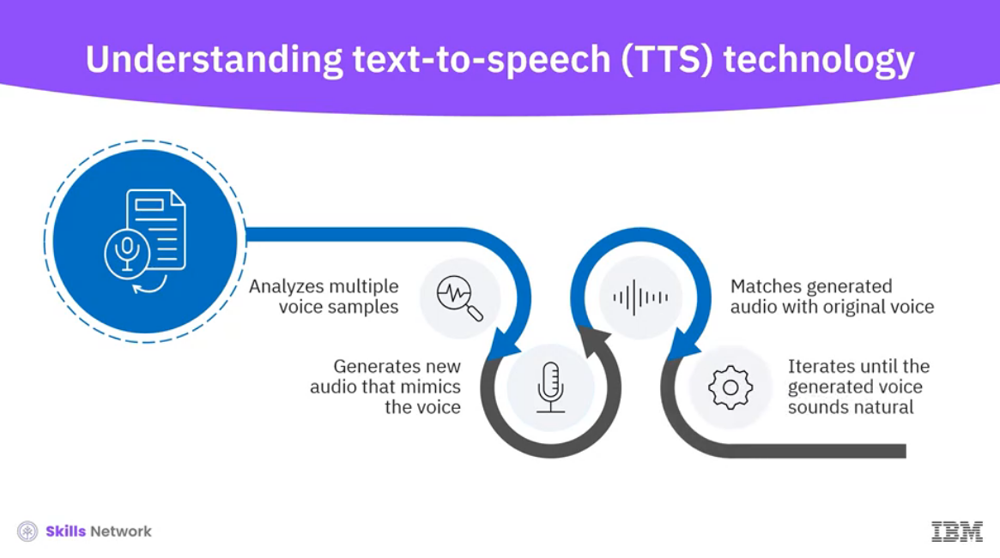 Understanding text-to-speech (TTS) technology
Analyzes multiple
voice samples
Generates new
audio that mimics
the voice
Matches generated
audio with original voice
Iterates until the
generated voice
sounds natural
Skills Network
IBM